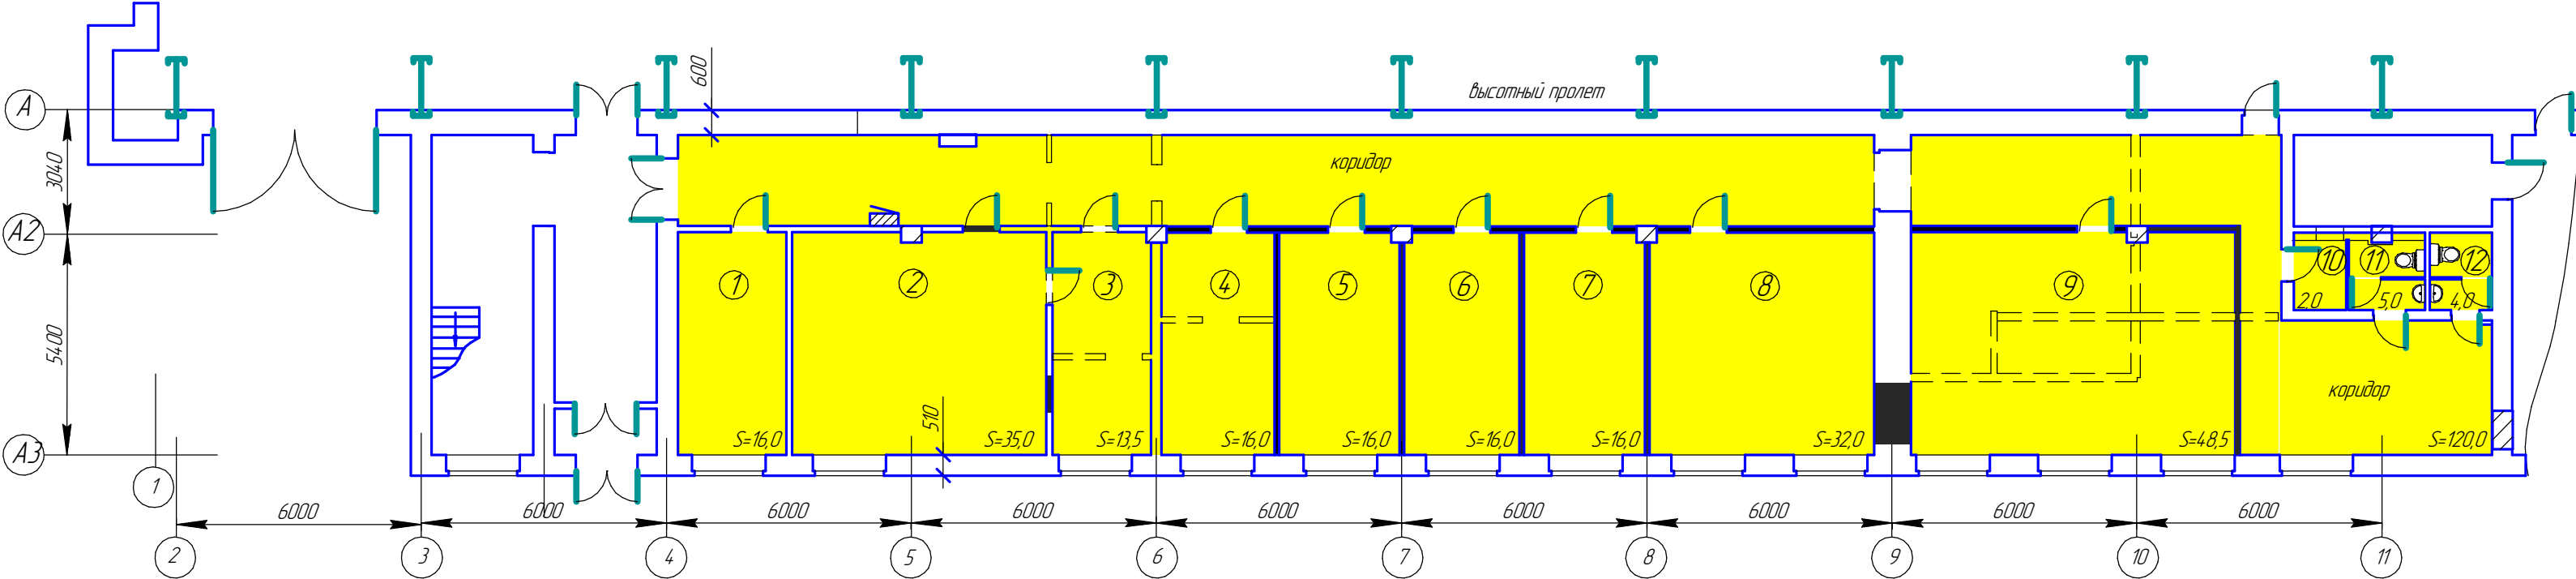 600
высотный пролет
А
3040
коридор
А2
1
2
3
4
5
6
7
8
9
10
11
12
2,0
5,0
4,0
5400
коридор
510
А3
S=16,0
S=35,0
S=13,5
S=16,0
S=16,0
S=16,0
S=16,0
S=32,0
S=48,5
S=120,0
1
6000
6000
6000
6000
6000
6000
6000
6000
6000
2
3
4
5
6
7
8
9
10
11